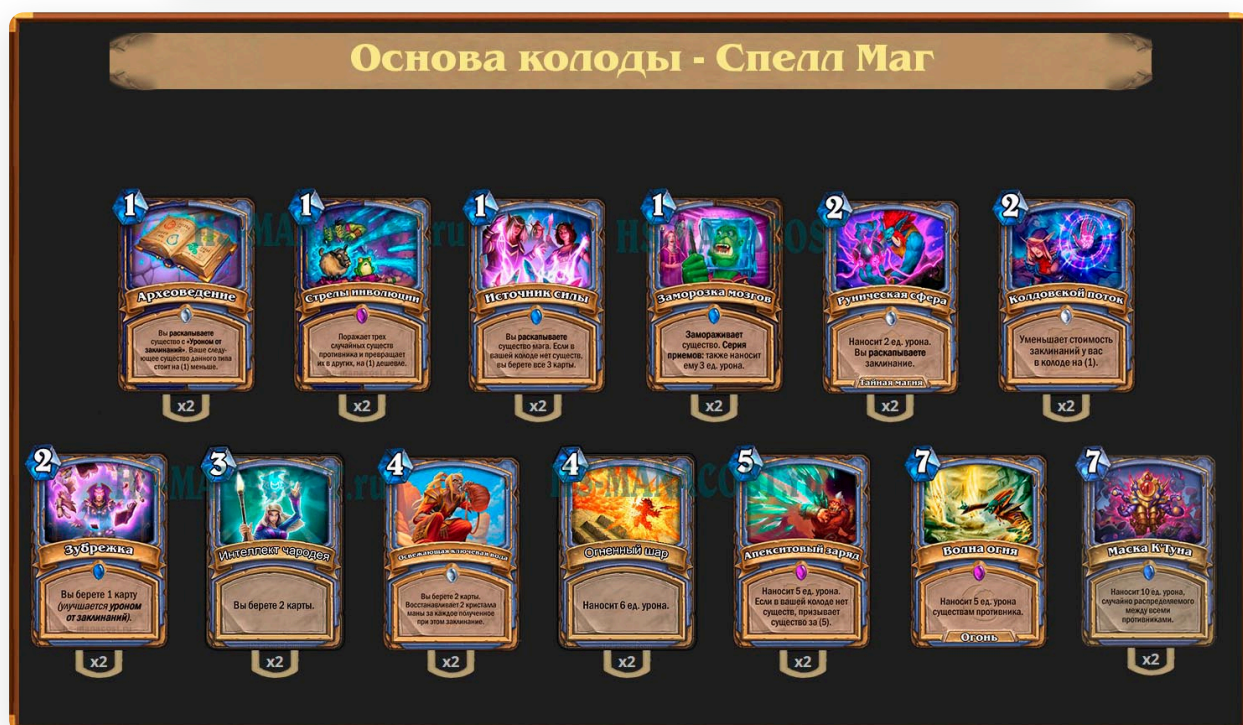 Основа колоды - Спелл Маг
1
Археоведение
Вы раскапываете
существо с «Уроном от
заклинаний». Ваше следу-
ющее существо данного типа
стоит на (1) меньше.
x2
1
Стрелы инволюции
Поражает трех
случайных существ
противника и превращает
их в других, на (1) дешевле.
x2
1
Источник силы
Вы раскапываете
существо мага. Если в
вашей колоде нет существ,
вы берете все 3 карты.
x2
1
Заморозка мозгов
Замораживает
существо. Серия
приемов: также наносит
ему 3 ед. урона.
x2
2
Руническая сфера
Наносит 2 ед. урона.
Вы раскапываете
заклинание.
Тайная магия
x2
2
Колдовской поток
Уменьшает стоимость
заклинаний у вас
в колоде на (1).
x2
2
Зубрежка
Вы берете 1 карту
(улучшается уроном
от заклинаний).
x2
3
Интеллект чародея
Вы берете 2 карты.
x2
4
Освежающая ключевая вода
Вы берете 2 карты.
Восстанавливает 2 кристалла
маны за каждое полученное
при этом заклинание.
x2
4
Огненный шар
Наносит 6 ед. урона.
x2
5
Апекситовый заряд
Наносит 5 ед. урона.
Если в вашей колоде нет
существ, призывает
существо за (5).
x2
7
Волна огня
Наносит 5 ед. урона
существам противника.
Огонь
7
Маска К'Туна
Наносит 10 ед. урона,
случайно распределяемого
между всеми
противниками.
x2